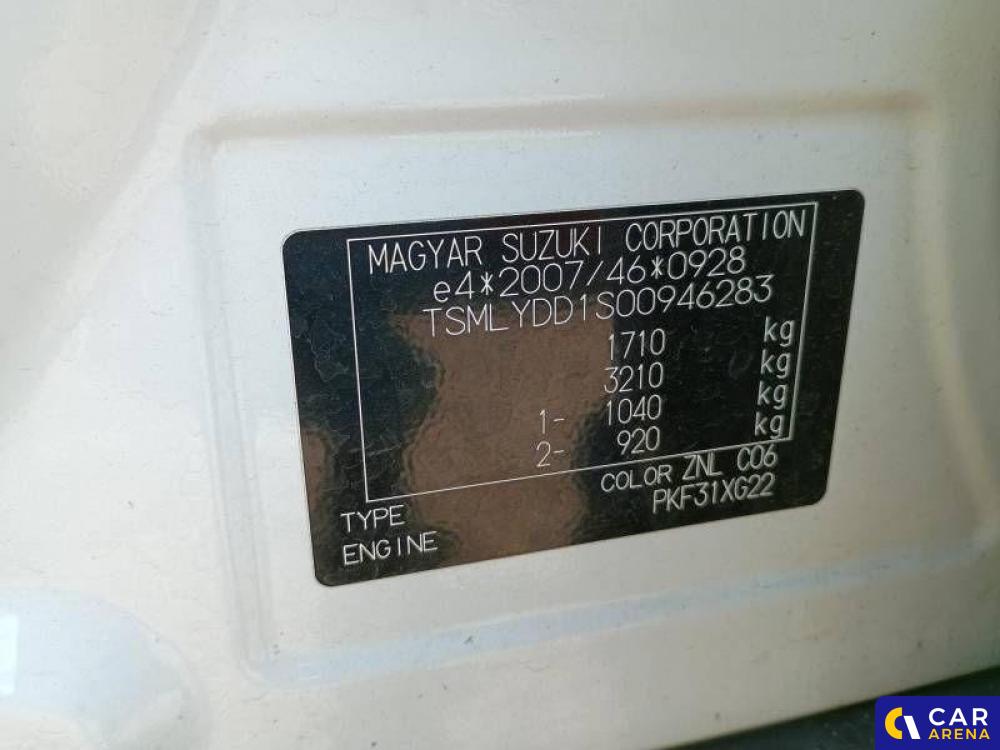 MAGYAR SUZUKI CORPORATION
e4*2007/46*0928
TSMLYDD1S00946283
1710 kg
3210 kg
1- 1040 kg
2- 920 kg
COLOR ZNL C06
TYPE PKF31XG22
ENGINE
CAR
ARENA